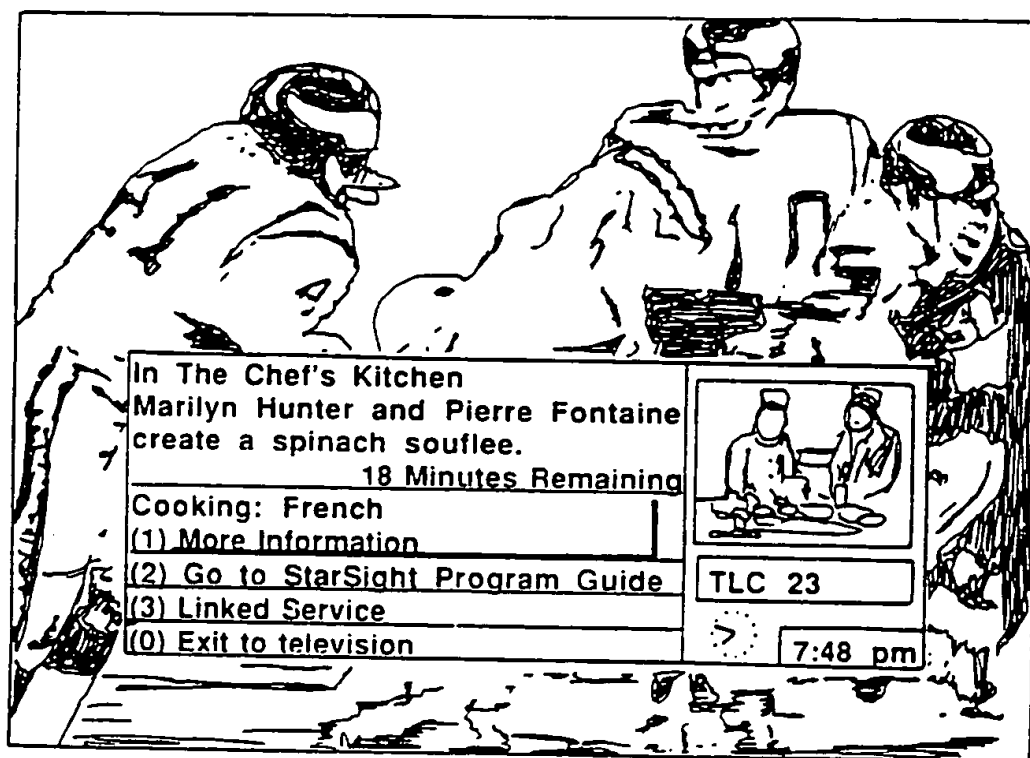 In The Chef's Kitchen
Marilyn Hunter and Pierre Fontaine
create a spinach souflee.
18 Minutes Remaining
Cooking: French
(1) More Information
(2) Go to StarSight Program Guide
(3) Linked Service
(0) Exit to television
TLC 23
7:48 pm